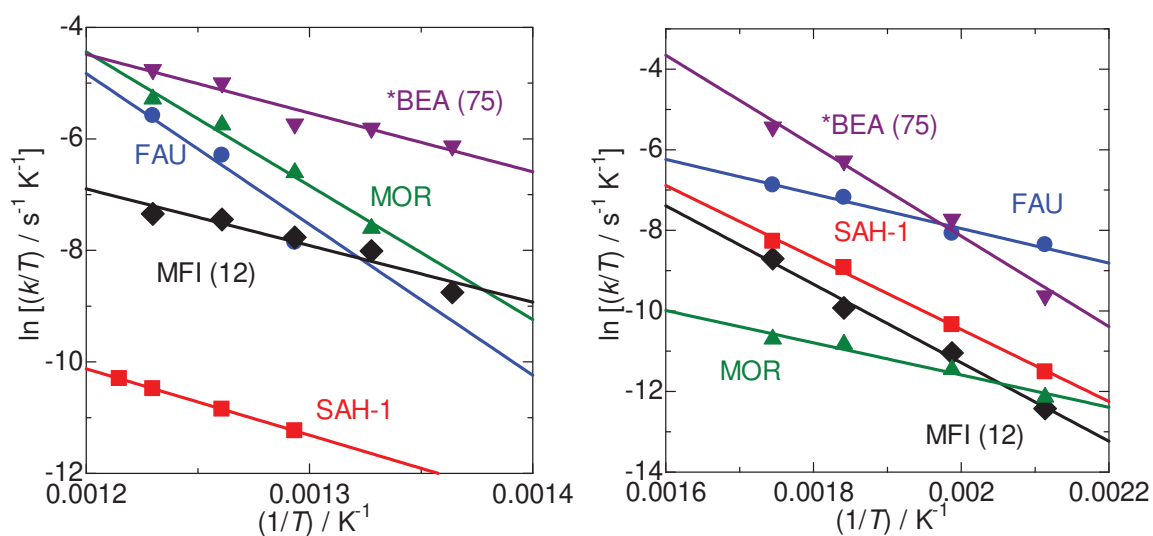 -4
-6
-8
-10
-12
ln [(k/T) / s⁻¹ K⁻¹]
*BEA (75)
FAU
MOR
MFI (12)
SAH-1
0.0012
0.0013
0.0014
(1/T) / K⁻¹
-4
-6
-8
-10
-12
-14
ln [(k/T) / s⁻¹ K⁻¹]
*BEA (75)
FAU
SAH-1
MOR
MFI (12)
0.0016
0.0018
0.002
0.0022
(1/T) / K⁻¹